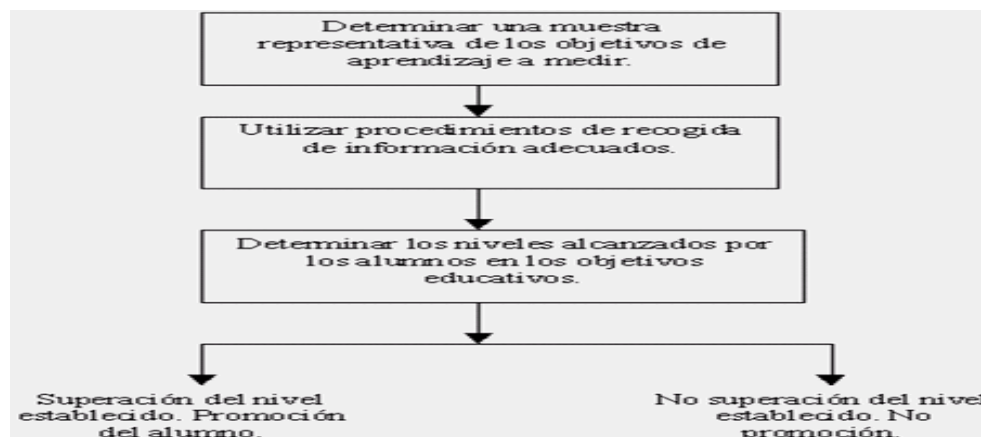 Determinar una muestra
representativa de los objetivos de
aprendizaje a medir.
Utilizar procedimientos de recogida
de información adecuados.
Determinar los niveles alcanzados por
los alumnos en los objetivos
educativos.
Superación del nivel
establecido. Promoción
del alumno.
No superación del nivel
establecido. No
promoción.